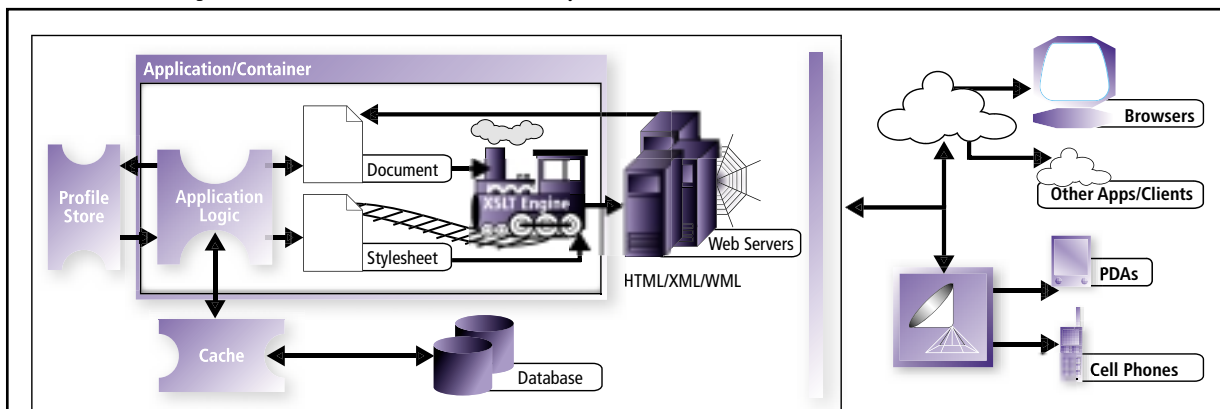 Application/Container
Profile
Store
Application
Logic
Document
Stylesheet
XSLT Engine
Web Servers
HTML/XML/WML
Cache
Database
Browsers
Other Apps/Clients
PDAs
Cell Phones